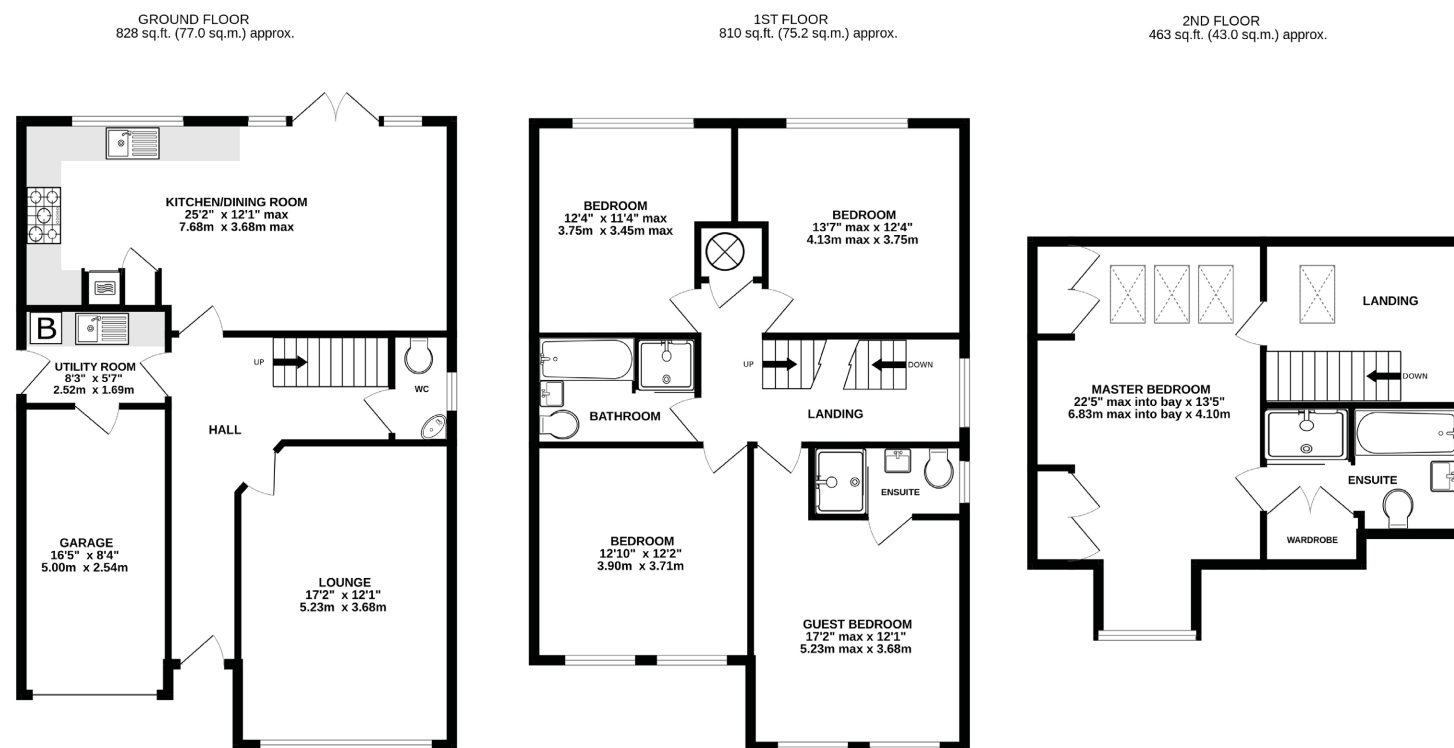 GROUND FLOOR
828 sq.ft. (77.0 sq.m.) approx.
KITCHEN/DINING ROOM
25'2" x 12'1" max
7.68m x 3.68m max
B
UTILITY ROOM
8'3" x 5'7"
2.52m x 1.69m
UP
WC
HALL
GARAGE
16'5" x 8'4"
5.00m x 2.54m
LOUNGE
17'2" x 12'1"
5.23m x 3.68m
1ST FLOOR
810 sq.ft. (75.2 sq.m.) approx.
BEDROOM
12'4" x 11'4" max
3.75m x 3.45m max
BEDROOM
13'7" max x 12'4"
4.13m max x 3.75m
UP
DOWN
BATHROOM
LANDING
ENSUITE
BEDROOM
12'10" x 12'2"
3.90m x 3.71m
GUEST BEDROOM
17'2" max x 12'1"
5.23m max x 3.68m
2ND FLOOR
463 sq.ft. (43.0 sq.m.) approx.
LANDING
DOWN
MASTER BEDROOM
22'5" max into bay x 13'5"
6.83m max into bay x 4.10m
ENSUITE
WARDROBE